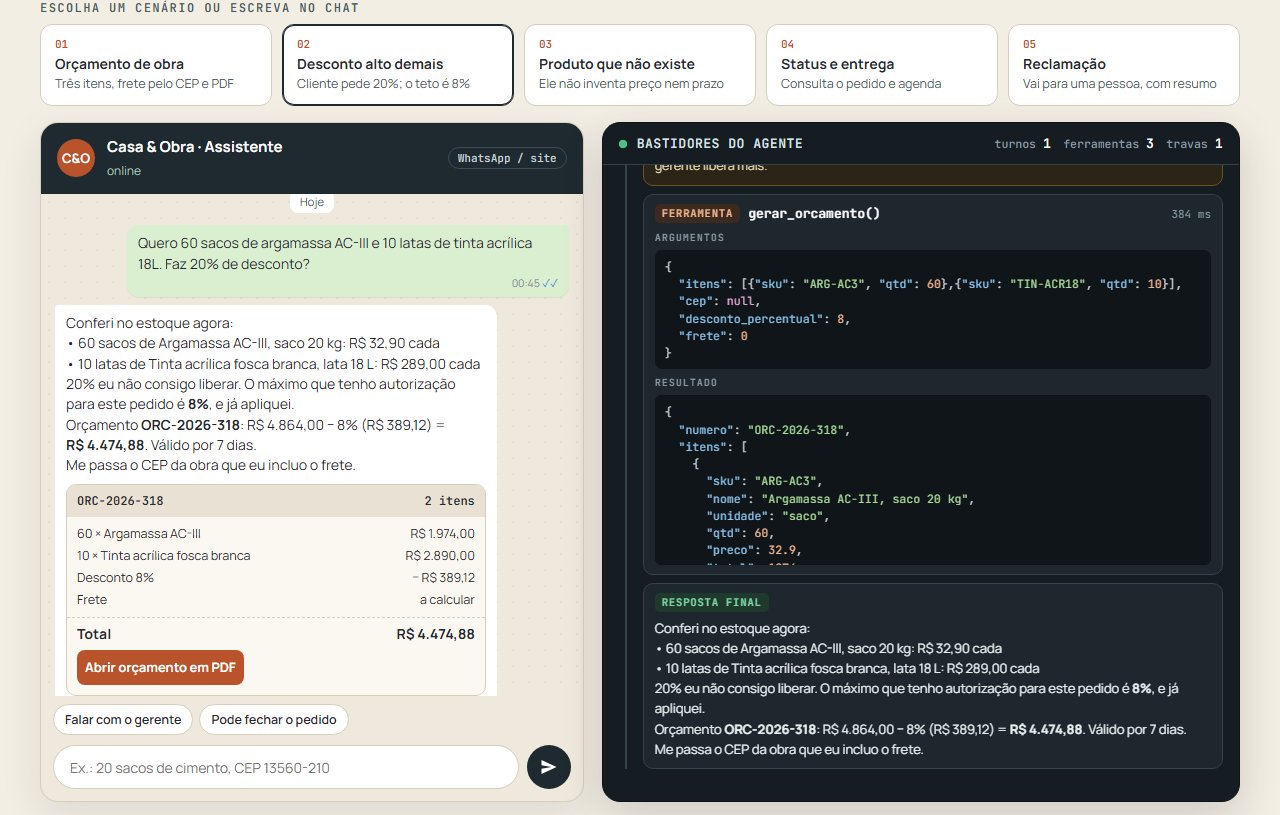 ESCOLHA UM CENÁRIO OU ESCREVA NO CHAT
01
Orçamento de obra
Três itens, frete pelo CEP e PDF
02
Desconto alto demais
Cliente pede 20%; o teto é 8%
03
Produto que não existe
Ele não inventa preço nem prazo
04
Status e entrega
Consulta o pedido e agenda
05
Reclamação
Vai para uma pessoa, com resumo
C&O
Casa & Obra · Assistente
online
WhatsApp / site
Hoje
Quero 60 sacos de argamassa AC-III e 10 latas de tinta acrílica
18L. Faz 20% de desconto?
00:45 ✓✓
Conferi no estoque agora:
• 60 sacos de Argamassa AC-III, saco 20 kg: R$ 32,90 cada
• 10 latas de Tinta acrílica fosca branca, lata 18 L: R$ 289,00 cada
20% eu não consigo liberar. O máximo que tenho autorização
para este pedido é 8%, e já apliquei.
Orçamento ORC-2026-318: R$ 4.864,00 − 8% (R$ 389,12) =
R$ 4.474,88. Válido por 7 dias.
Me passa o CEP da obra que eu incluo o frete.
ORC-2026-318 2 itens
60 × Argamassa AC-III R$ 1.974,00
10 × Tinta acrílica fosca branca R$ 2.890,00
Desconto 8% − R$ 389,12
Frete a calcular
Total R$ 4.474,88
Abrir orçamento em PDF
Falar com o gerente
Pode fechar o pedido
Ex.: 20 sacos de cimento, CEP 13560-210
BASTIDORES DO AGENTE
turnos 1 ferramentas 3 travas 1
gerente libera mais.
FERRAMENTA gerar_orcamento() 384 ms
ARGUMENTOS
{
"itens": [{"sku": "ARG-AC3", "qtd": 60},{"sku": "TIN-ACR18", "qtd": 10}],
"cep": null,
"desconto_percentual": 8,
"frete": 0
}
RESULTADO
{
"numero": "ORC-2026-318",
"itens": [
{
"sku": "ARG-AC3",
"nome": "Argamassa AC-III, saco 20 kg",
"unidade": "saco",
"qtd": 60,
"preco": 32.9,
RESPOSTA FINAL
Conferi no estoque agora:
• 60 sacos de Argamassa AC-III, saco 20 kg: R$ 32,90 cada
• 10 latas de Tinta acrílica fosca branca, lata 18 L: R$ 289,00 cada
20% eu não consigo liberar. O máximo que tenho autorização para este pedido é 8%, e já
apliquei.
Orçamento ORC-2026-318: R$ 4.864,00 − 8% (R$ 389,12) = R$ 4.474,88. Válido por 7 dias.
Me passa o CEP da obra que eu incluo o frete.